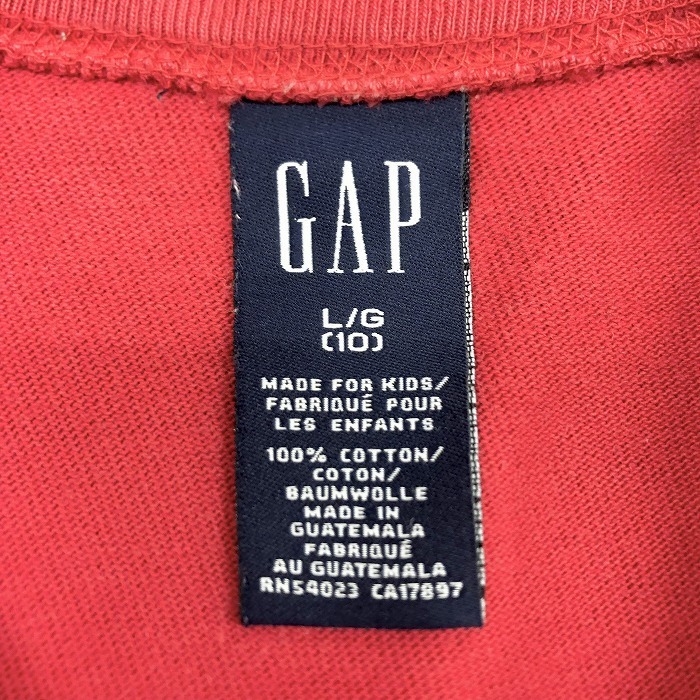 GAP
L/G
(10)
MADE FOR KIDS/
FABRIQUÉ POUR
LES ENFANTS
100% COTTON/
COTON/
BAUMWOLLE
MADE IN
GUATEMALA
FABRIQUÉ
AU GUATEMALA
RN54023 CA17897